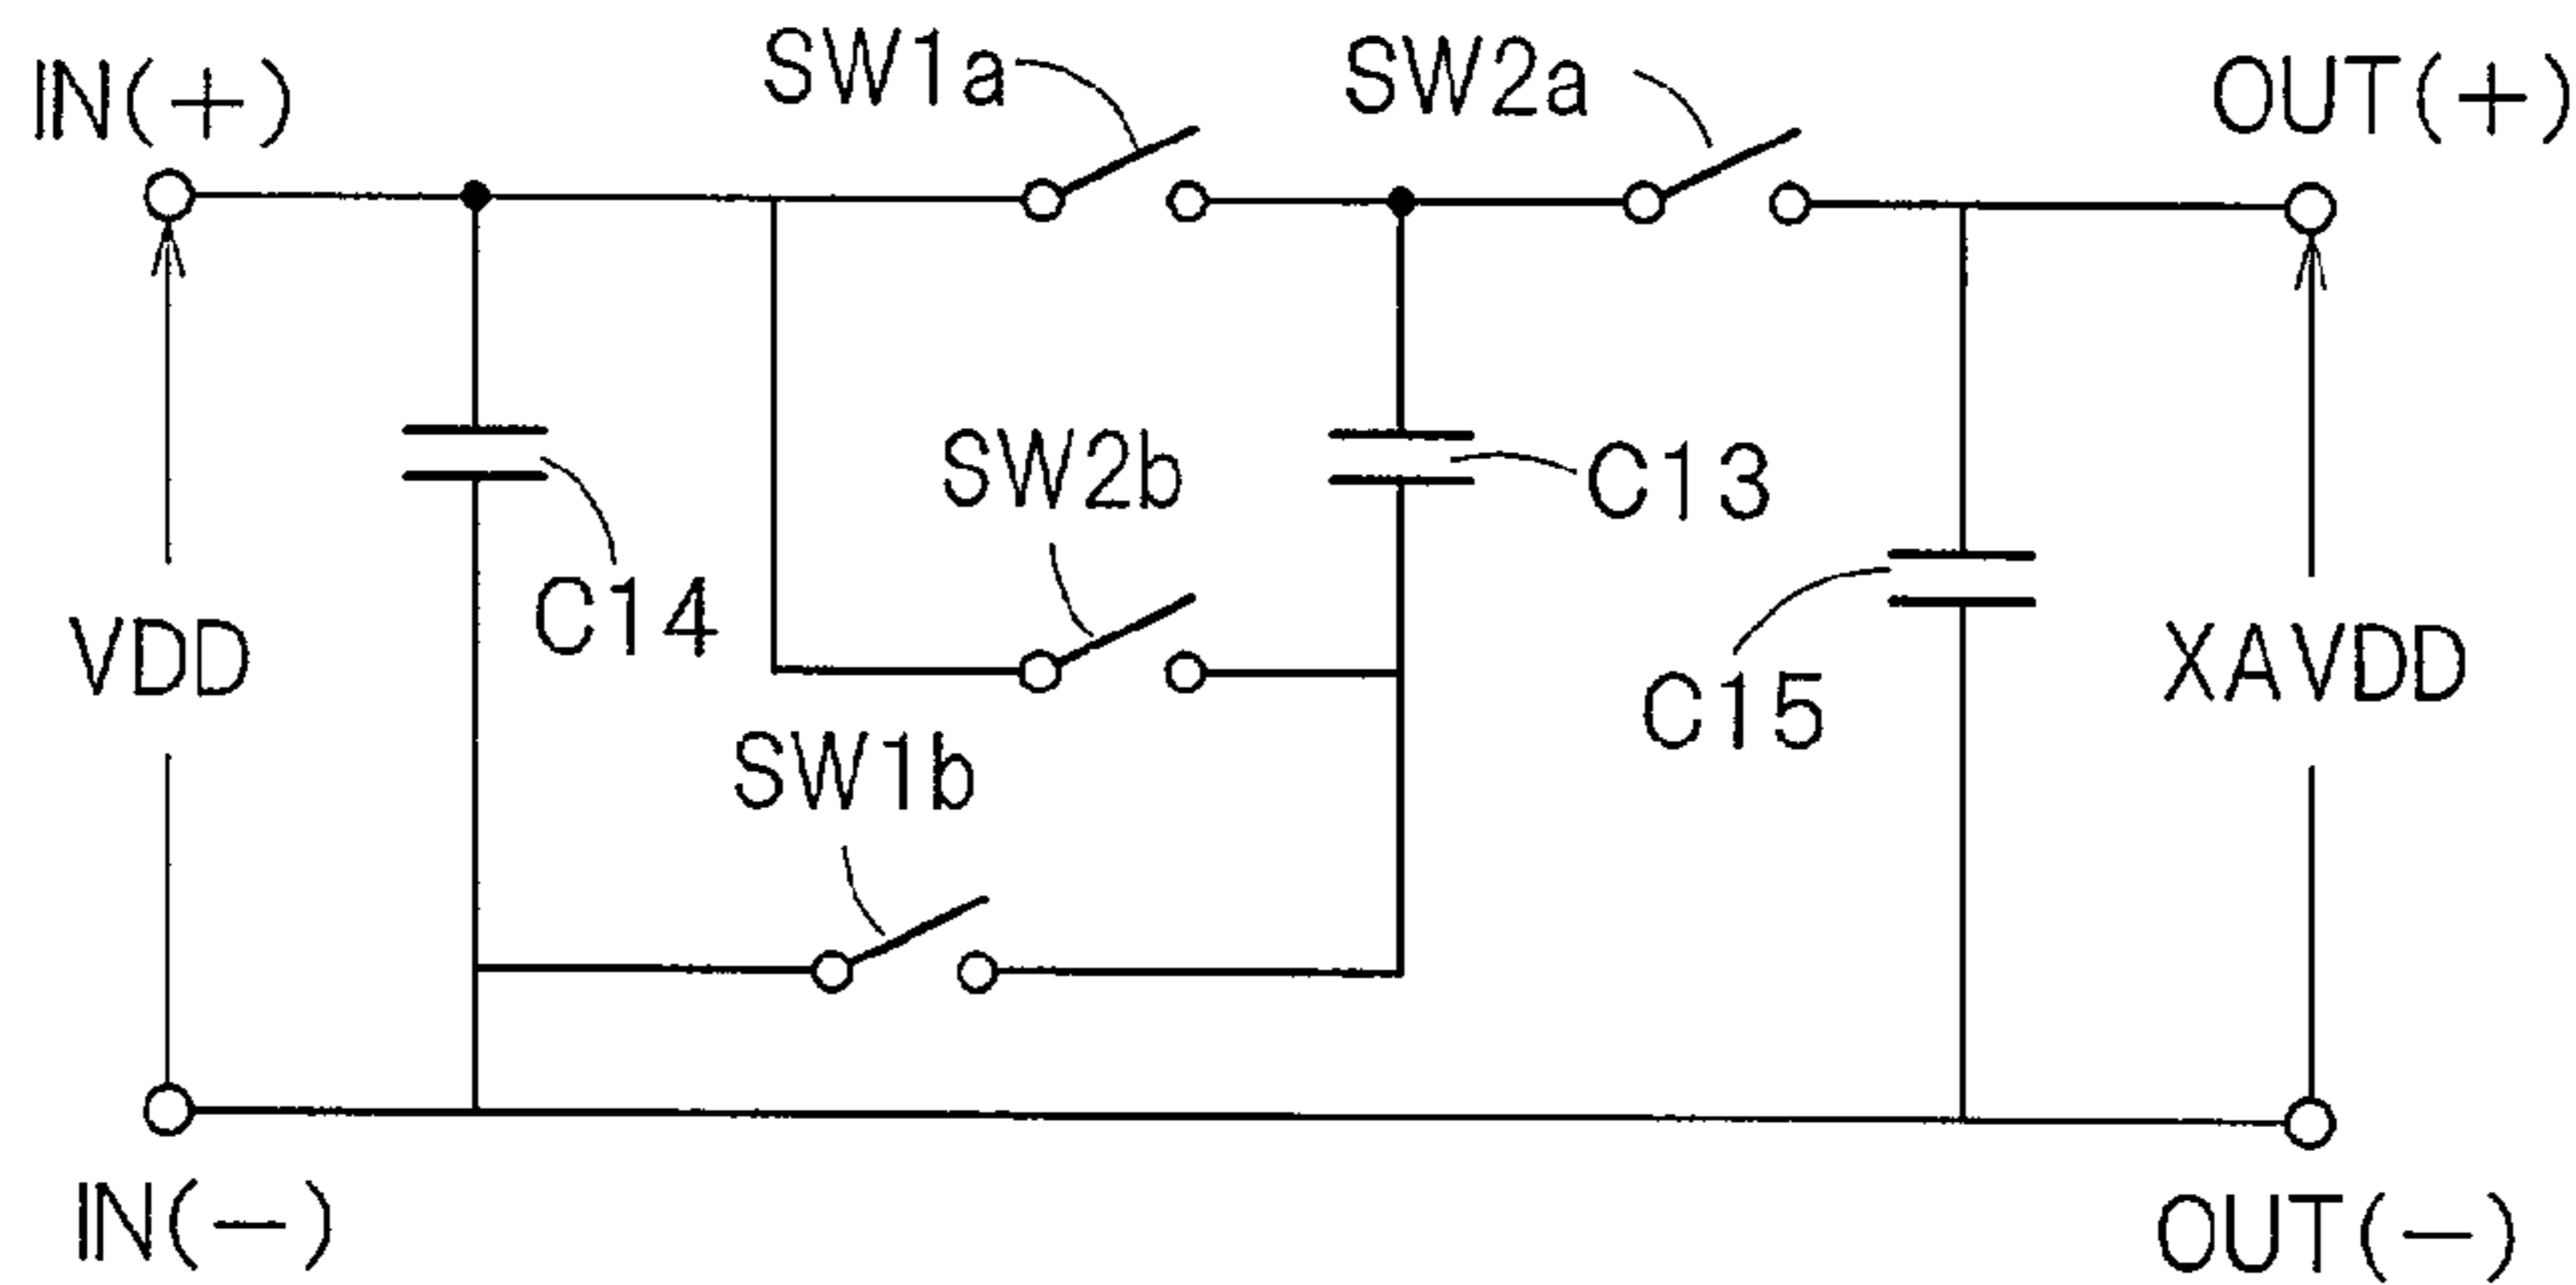 IN(+)
SW1a
SW2a
OUT(+)
SW2b
C13
C14
VDD
C15
XAVDD
SW1b
IN(−)
OUT(−)